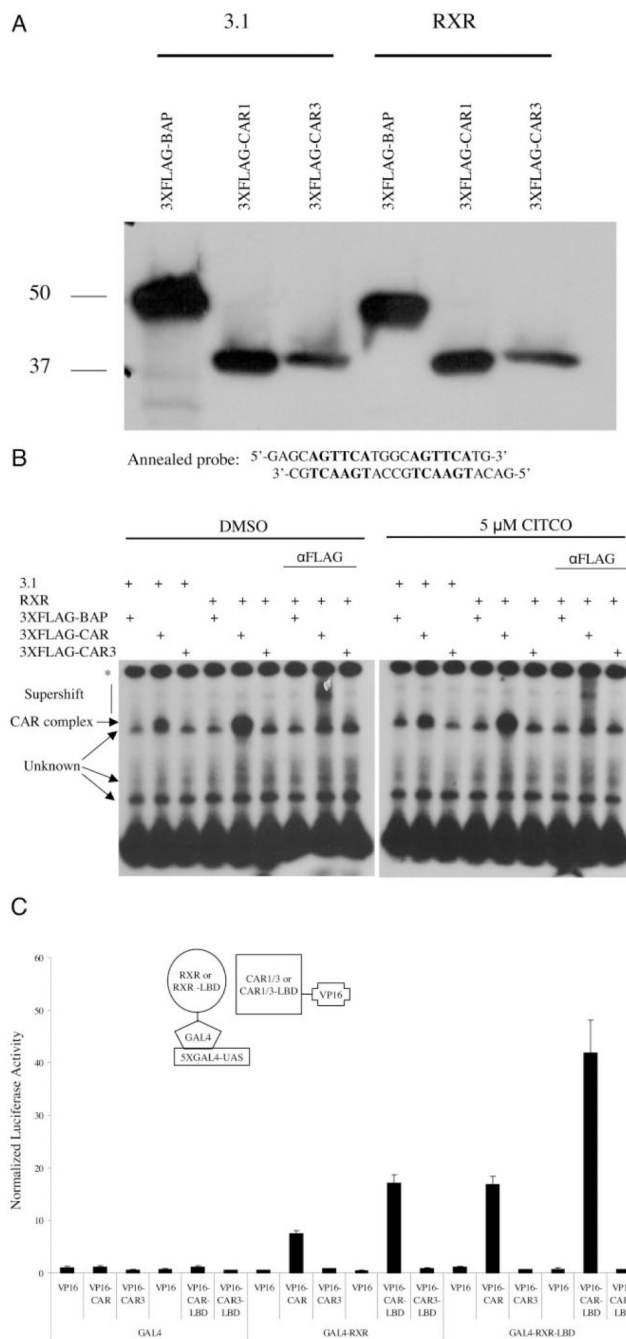 A
3.1
RXR
3XFLAG-BAP
3XFLAG-CAR1
3XFLAG-CAR3
3XFLAG-BAP
3XFLAG-CAR1
3XFLAG-CAR3
50
37
B
Annealed probe: 5’-GAGCAGTTCATGGCAGTTCATG-3’
3’-CGTCAAGTACCGTCAAGTACAG-5’
DMSO
5 µM CITCO
αFLAG
αFLAG
3.1 + + + + + +
RXR + + + + + + + + + + + +
3XFLAG-BAP + + + + + +
3XFLAG-CAR + + + + + +
3XFLAG-CAR3 + + + + + +
*
Supershift
CAR complex
Unknown
C
60
50
40
30
20
10
0
Normalized Luciferase Activity
RXR or
RXR -LBD
GAL4
5XGAL4-UAS
CAR1/3 or
CAR1/3-LBD
VP16
VP16
VP16-
CAR
VP16-
CAR3
VP16
VP16-
CAR-
LBD
VP16-
CAR3-
LBD
VP16
VP16-
CAR
VP16-
CAR3
VP16
VP16-
CAR-
LBD
VP16-
CAR3-
LBD
VP16
VP16-
CAR
VP16-
CAR3
VP16
VP16-
CAR-
LBD
GAL4
GAL4-RXR
GAL4-RXR-LBD